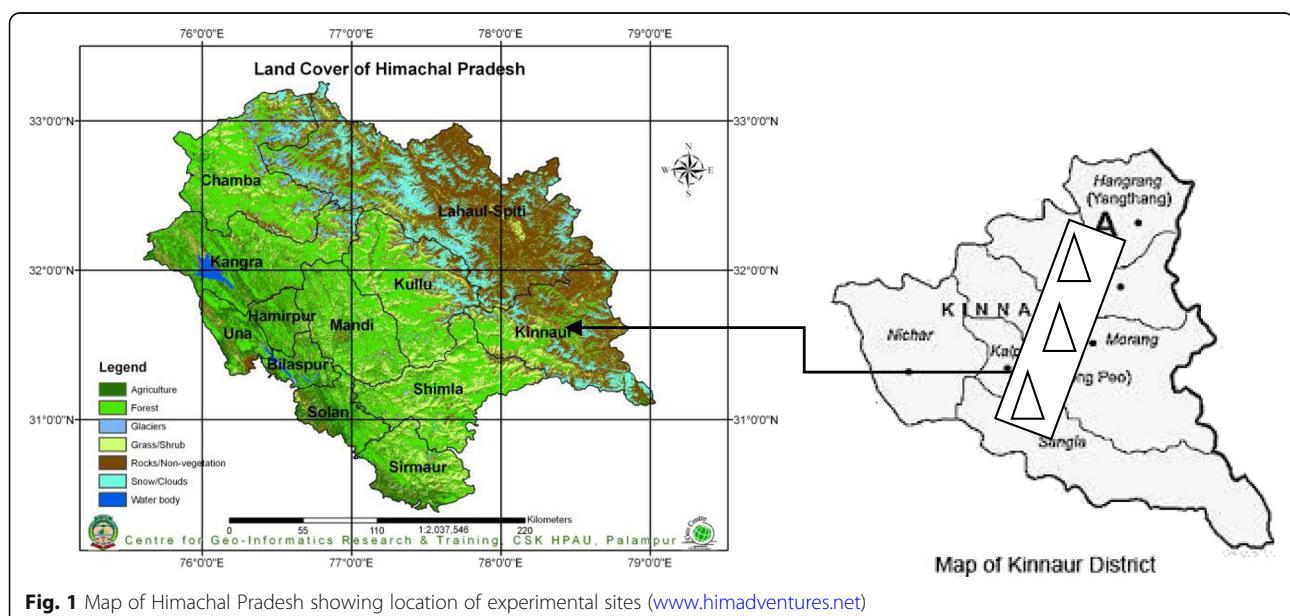 76°0'0"E 77°0'0"E 78°0'0"E 79°0'0"E
Land Cover of Himachal Pradesh
33°0'0"N
33°0'0"N
32°0'0"N
32°0'0"N
31°0'0"N
31°0'0"N
N
W E
S
Chamba
Lahaul-Spiti
Kangra
Kullu
Hamirpur
Mandi
Una
Kinnaur
Bilaspur
Shimla
Solan
Sirmaur
Legend
Agriculture
Forest
Glaciers
Grass/Shrub
Rocks/Non-vegetation
Snow/Clouds
Water body
Kilometers
0 55 110 1:2,037,546 220
Centre for Geo-Informatics Research & Training, CSK HPAU, Palampur
76°0'0"E 77°0'0"E 78°0'0"E 79°0'0"E
Hangrang
(Yangthang)
A
KINNA
Nichar
Kalp
Morang
ng Peo)
Sangla
Map of Kinnaur District
Fig. 1 Map of Himachal Pradesh showing location of experimental sites (www.himadventures.net)